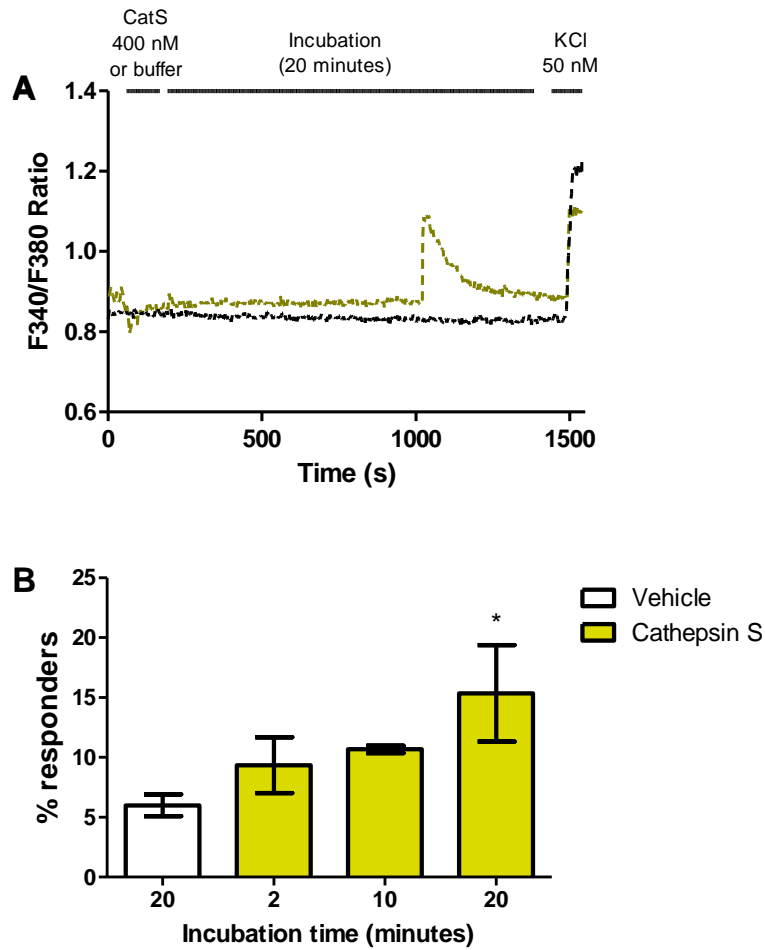 CatS
400 nM
or buffer
Incubation
(20 minutes)
KCl
50 nM
A
1.4
1.2
1.0
0.8
0.6
F340/F380 Ratio
0 500 1000 1500
Time (s)
B
25
20
15
10
5
0
% responders
*
Vehicle
Cathepsin S
20 2 10 20
Incubation time (minutes)